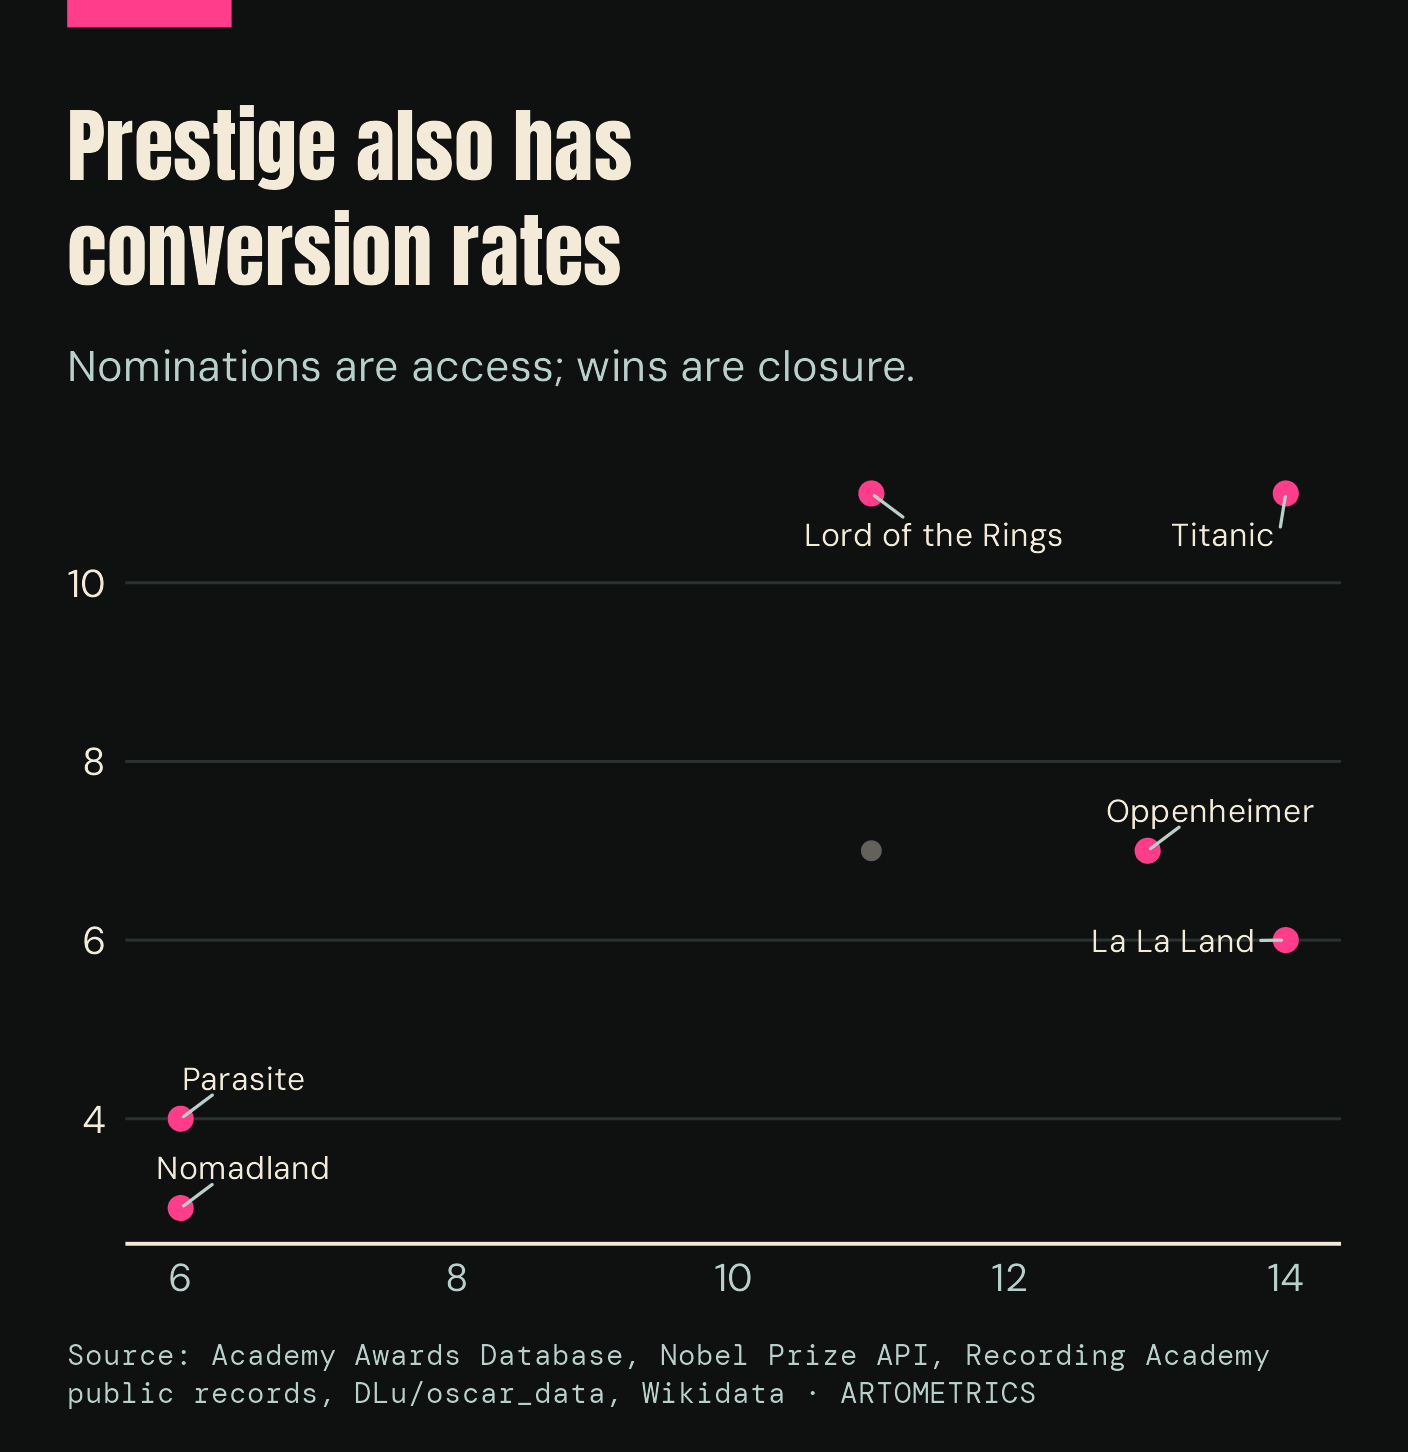 Prestige also has
conversion rates
Nominations are access; wins are closure.
Lord of the Rings
Titanic
10
8
Oppenheimer
6
La La Land
Parasite
4
Nomadland
6 8 10 12 14
Source: Academy Awards Database, Nobel Prize API, Recording Academy
public records, DLu/oscar_data, Wikidata · ARTOMETRICS